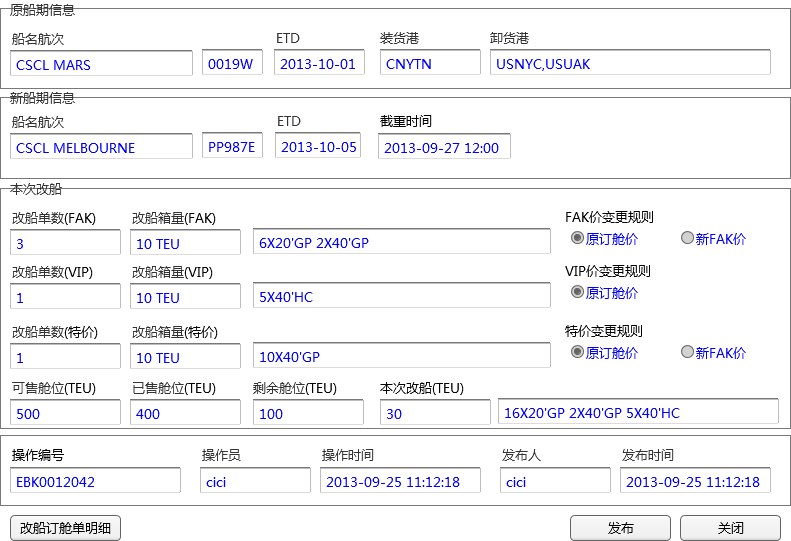 原船期信息
船名航次 ETD 装货港 卸货港
CSCL MARS 0019W 2013-10-01 CNYTN USNYC,USUAK
新船期信息
船名航次 ETD 截重时间
CSCL MELBOURNE PP987E 2013-10-05 2013-09-27 12:00
本次改船
改船单数(FAK) 改船箱量(FAK) FAK价变更规则
3 10 TEU 6X20'GP 2X40'GP 原订舱价 新FAK价
改船单数(VIP) 改船箱量(VIP) VIP价变更规则
1 10 TEU 5X40'HC 原订舱价
改船单数(特价) 改船箱量(特价) 特价变更规则
1 10 TEU 10X40'GP 原订舱价 新FAK价
可售舱位(TEU) 已售舱位(TEU) 剩余舱位(TEU) 本次改船(TEU)
500 400 100 30 16X20'GP 2X40'GP 5X40'HC
操作编号 操作员 操作时间 发布人 发布时间
EBK0012042 cici 2013-09-25 11:12:18 cici 2013-09-25 11:12:18
改船订舱单明细 发布 关闭